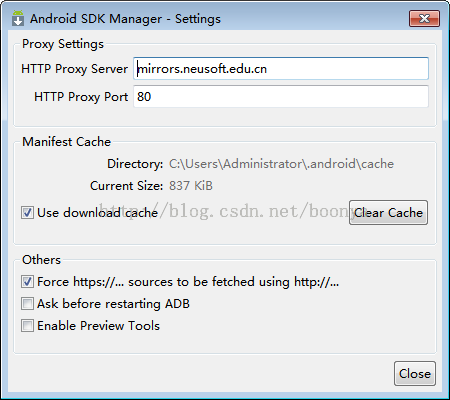 Android SDK Manager - Settings
Proxy Settings
HTTP Proxy Server mirrors.neusoft.edu.cn
HTTP Proxy Port 80
Manifest Cache
Directory: C:\Users\Administrator\.android\cache
Current Size: 837 KiB
Use download cache Clear Cache
http://blog.csdn.net/boony
Others
Force https://... sources to be fetched using http://...
Ask before restarting ADB
Enable Preview Tools
Close